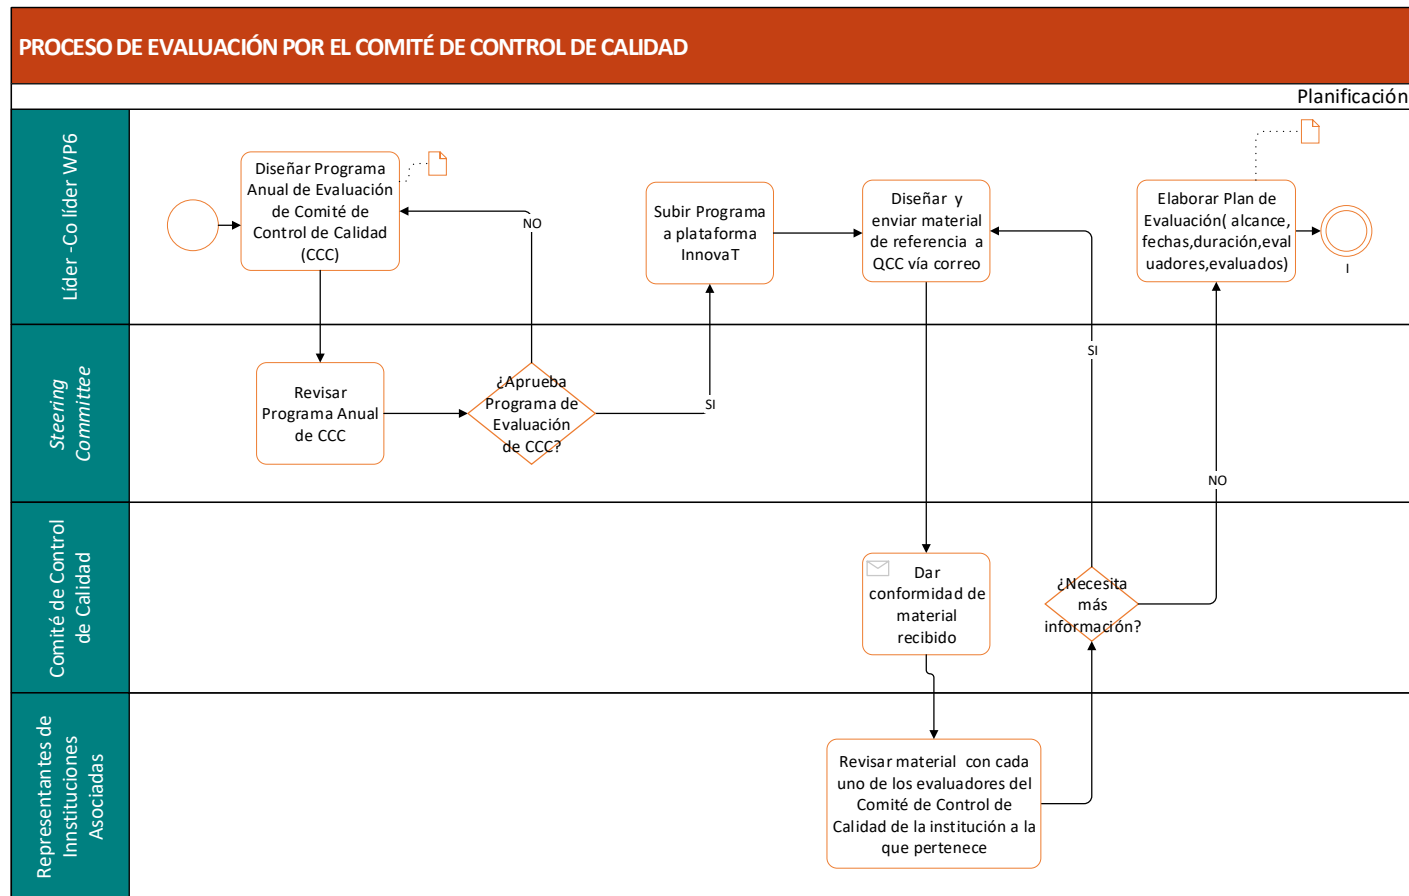 PROCESO DE EVALUACIÓN POR EL COMITÉ DE CONTROL DE CALIDAD
Planificación
Líder -Co líder WP6
Diseñar Programa
Anual de Evaluación
de Comité de
Control de Calidad
(CCC)
NO
Subir Programa
a plataforma
InnovaT
Diseñar y
enviar material
de referencia a
QCC vía correo
Elaborar Plan de
Evaluación( alcance,
fechas,duración,eval
uadores,evaluados)
I
Steering
Committee
Revisar
Programa Anual
de CCC
¿Aprueba
Programa de
Evaluación
de CCC?
SI
SI
NO
Comité de Control
de Calidad
Dar
conformidad de
material
recibido
¿Necesita
más
información?
Representantes de
Innstituciones
Asociadas
Revisar material con cada
uno de los evaluadores del
Comité de Control de
Calidad de la institución a la
que pertenece